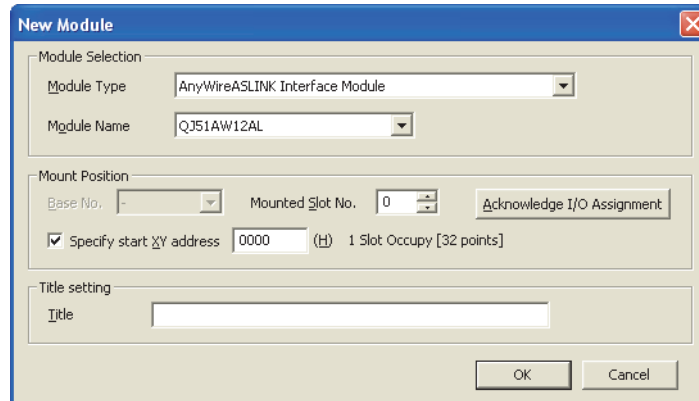 New Module
Module Selection
Module Type AnyWireASLINK Interface Module
Module Name QJ51AW12AL
Mount Position
Base No. - Mounted Slot No. 0 Acknowledge I/O Assignment
Specify start XY address 0000 (H) 1 Slot Occupy [32 points]
Title setting
Title
OK Cancel